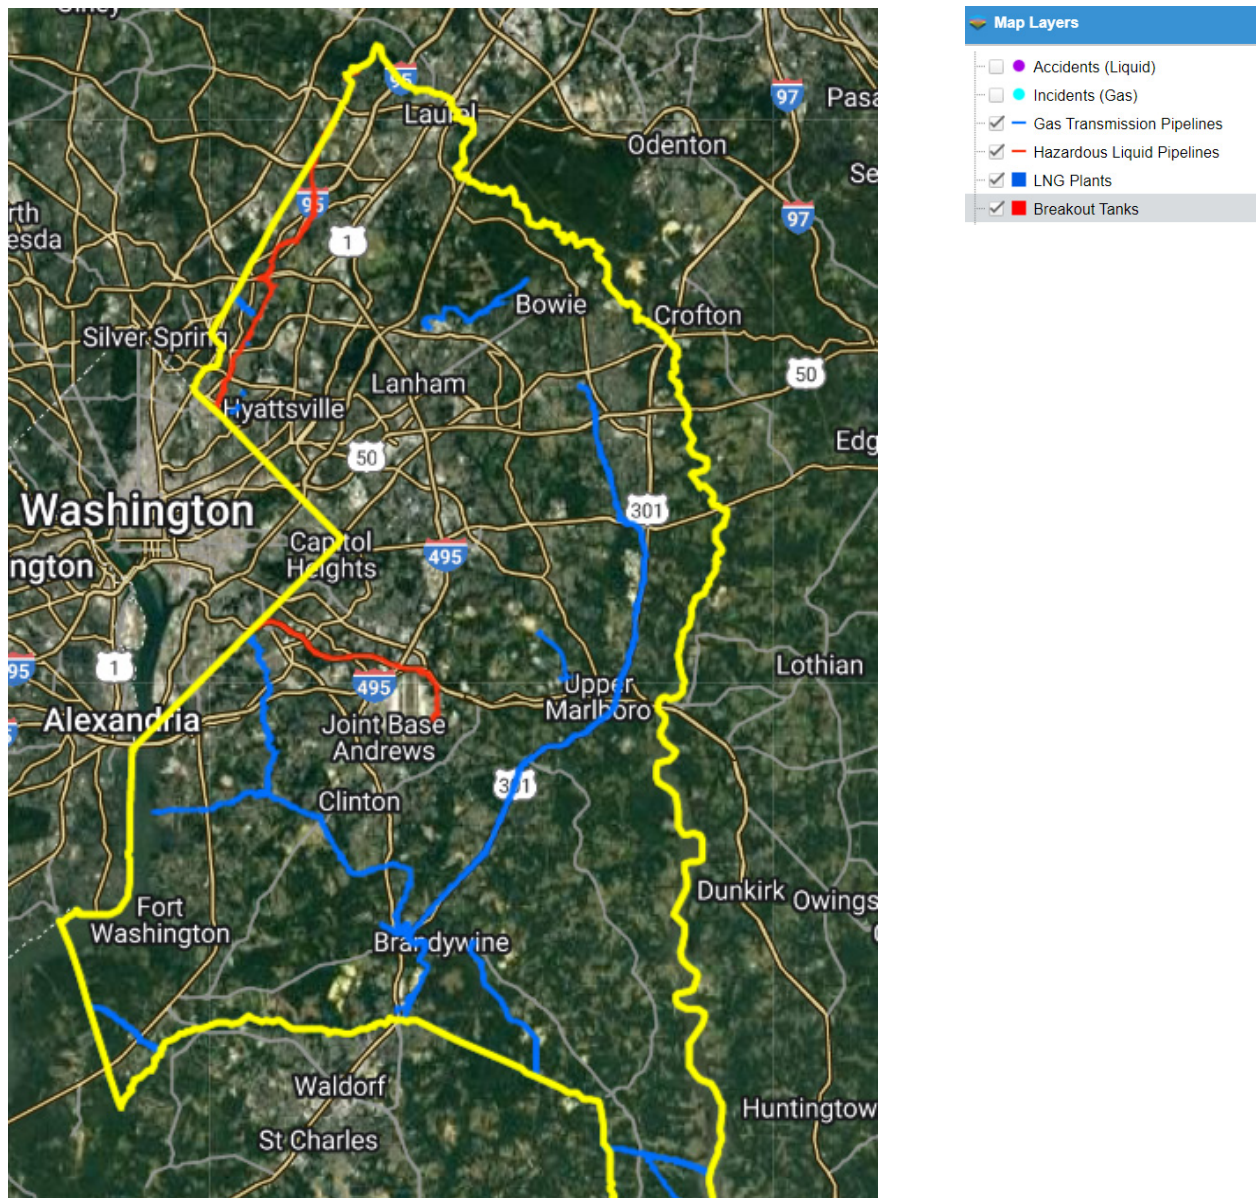 Map Layers
Accidents (Liquid)
Incidents (Gas)
Gas Transmission Pipelines
Hazardous Liquid Pipelines
LNG Plants
Breakout Tanks
95
Laurel
97
Pasa
Odenton
Se
95
97
rth
esda
1
Bowie
Silver Spring
Crofton
Lanham
50
Hyattsville
Edg
50
Washington
301
Capitol
Heights
495
ngton
95
1
495
Lothian
Upper
Marlboro
Alexandria
Joint Base
Andrews
301
Clinton
Dunkirk
Owings
Fort
Washington
Brandywine
Waldorf
Huntingtow
St Charles